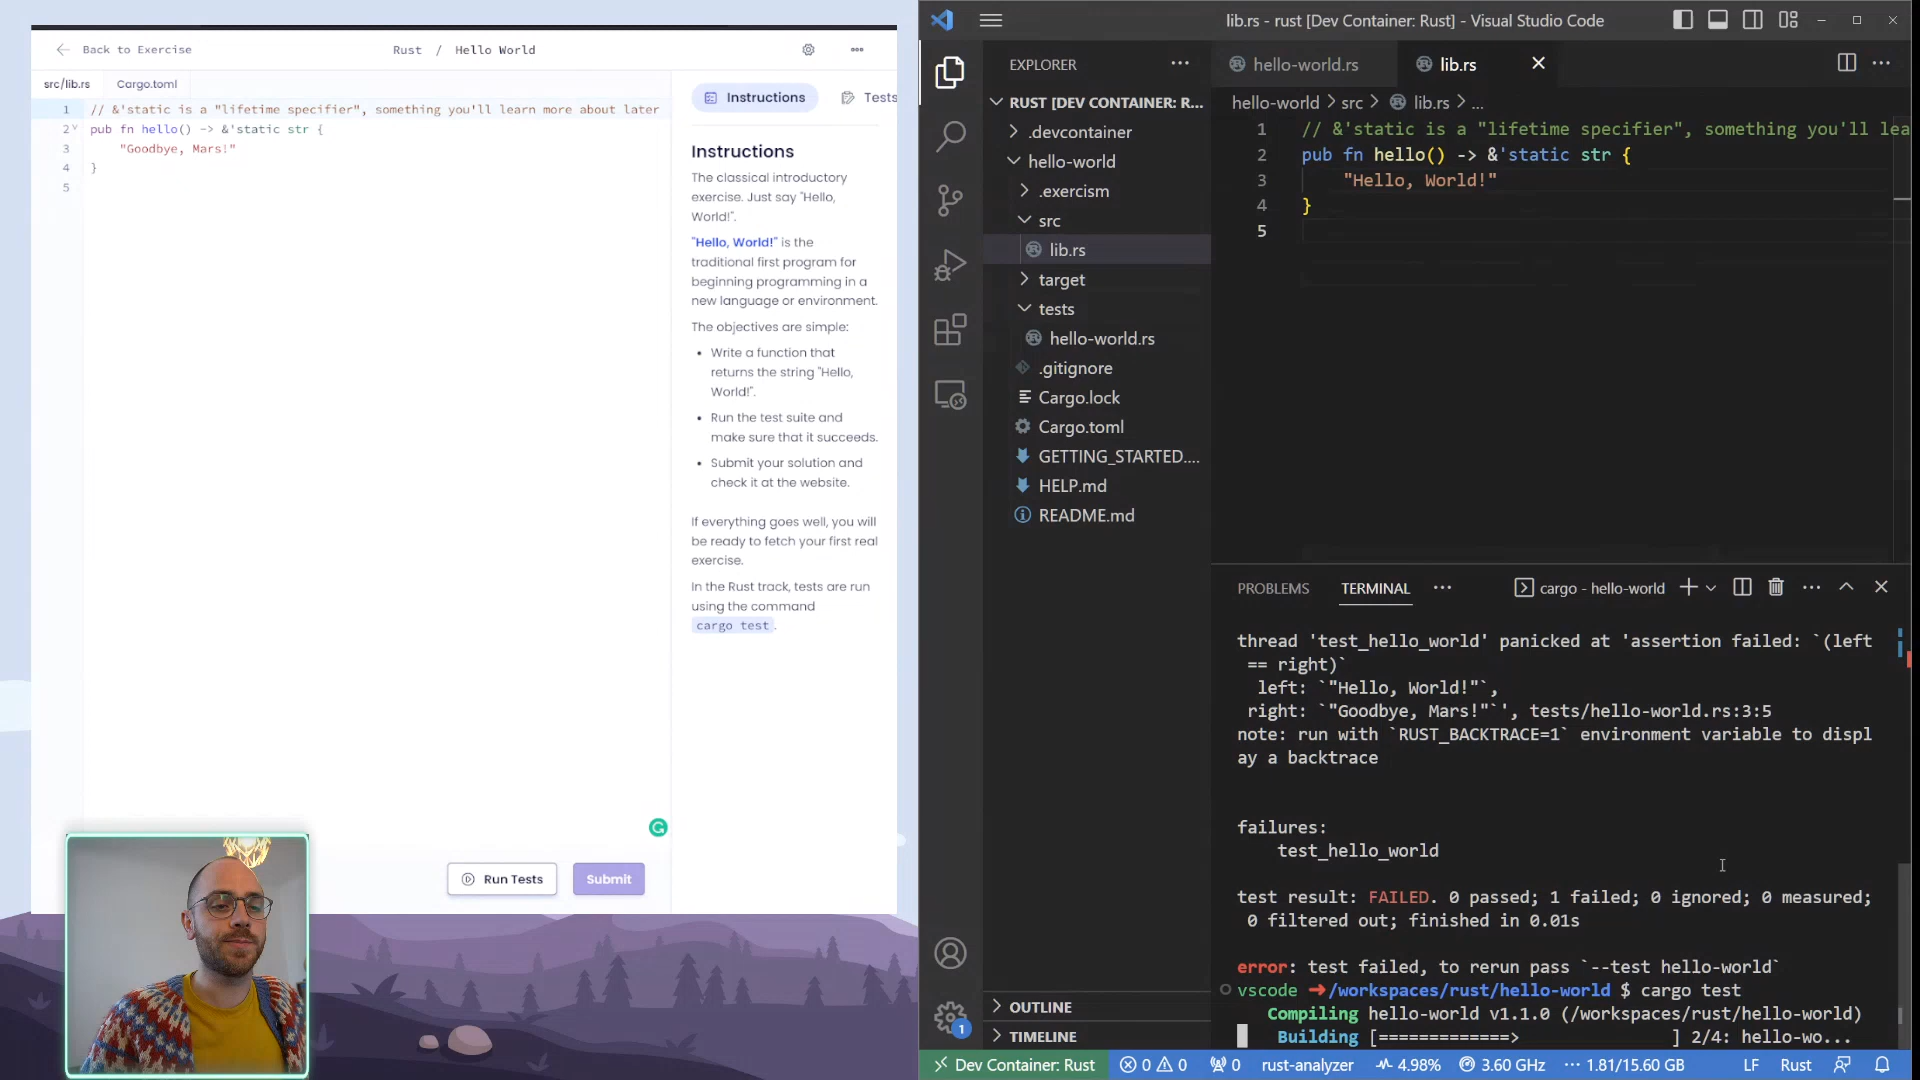 Back to Exercise
Rust / Hello World
src/lib.rs
Cargo.toml
1 // &'static is a "lifetime specifier", something you'll learn more about later
2 pub fn hello() -> &'static str {
3 "Goodbye, Mars!"
4 }
5
Instructions
Tests
Instructions
The classical introductory
exercise. Just say "Hello,
World!".
"Hello, World!" is the
traditional first program for
beginning programming in a
new language or environment.
The objectives are simple:
• Write a function that
returns the string "Hello,
World!".
• Run the test suite and
make sure that it succeeds.
• Submit your solution and
check it at the website.
If everything goes well, you will
be ready to fetch your first real
exercise.
In the Rust track, tests are run
using the command
cargo test.
Run Tests
Submit
lib.rs - rust [Dev Container: Rust] - Visual Studio Code
EXPLORER
RUST [DEV CONTAINER: R...
.devcontainer
hello-world
.exercism
src
lib.rs
target
tests
hello-world.rs
.gitignore
Cargo.lock
Cargo.toml
GETTING_STARTED....
HELP.md
README.md
OUTLINE
TIMELINE
1
hello-world.rs
lib.rs
hello-world > src > lib.rs > ...
1 // &'static is a "lifetime specifier", something you'll lea
2 pub fn hello() -> &'static str {
3 "Hello, World!"
4 }
5
PROBLEMS
TERMINAL
cargo - hello-world
thread 'test_hello_world' panicked at 'assertion failed: `(left
== right)`
left: `"Hello, World!"`,
right: `"Goodbye, Mars!"`', tests/hello-world.rs:3:5
note: run with `RUST_BACKTRACE=1` environment variable to displ
ay a backtrace
failures:
test_hello_world
test result: FAILED. 0 passed; 1 failed; 0 ignored; 0 measured;
0 filtered out; finished in 0.01s
error: test failed, to rerun pass `--test hello-world`
vscode ➜ /workspaces/rust/hello-world $ cargo test
Compiling hello-world v1.1.0 (/workspaces/rust/hello-world)
Building [=============> ] 2/4: hello-wo...
Dev Container: Rust
0 0
0
rust-analyzer
4.98%
3.60 GHz
1.81/15.60 GB
LF
Rust